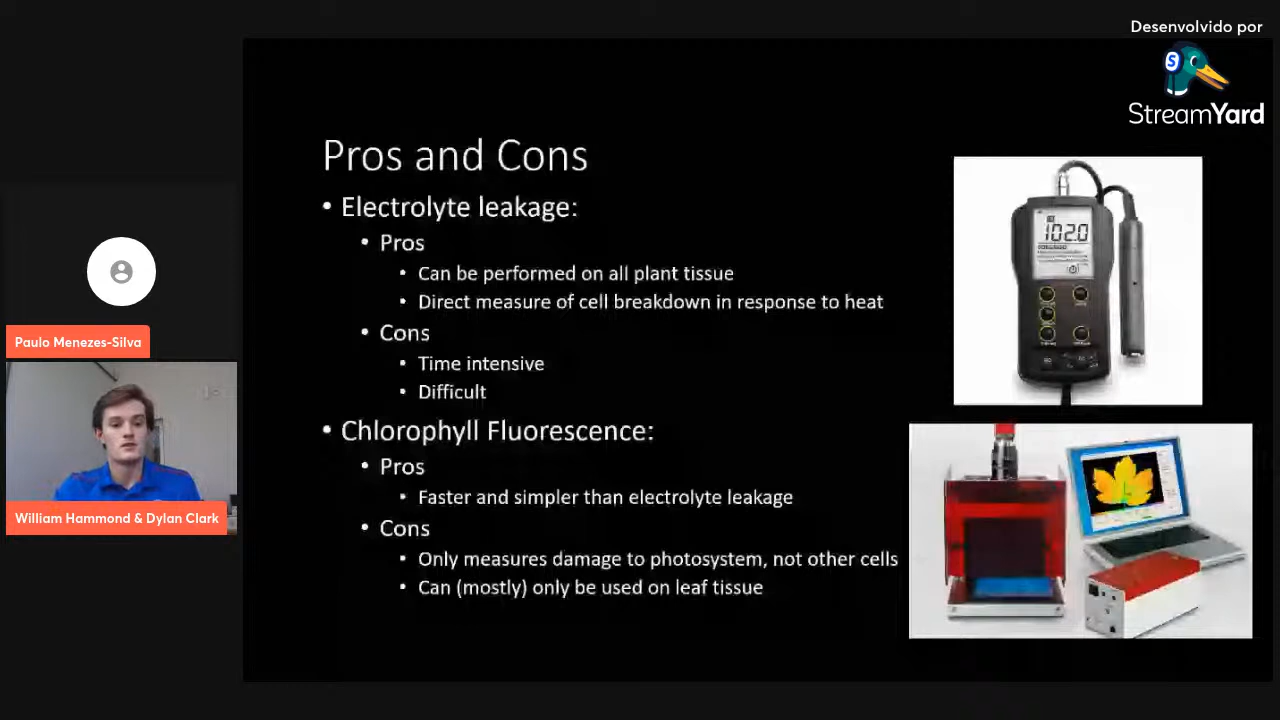 Desenvolvido por
S
StreamYard
Pros and Cons
• Electrolyte leakage:
• Pros
• Can be performed on all plant tissue
• Direct measure of cell breakdown in response to heat
• Cons
• Time intensive
• Difficult
• Chlorophyll Fluorescence:
• Pros
• Faster and simpler than electrolyte leakage
• Cons
• Only measures damage to photosystem, not other cells
• Can (mostly) only be used on leaf tissue
102.0
Paulo Menezes-Silva
William Hammond & Dylan Clark